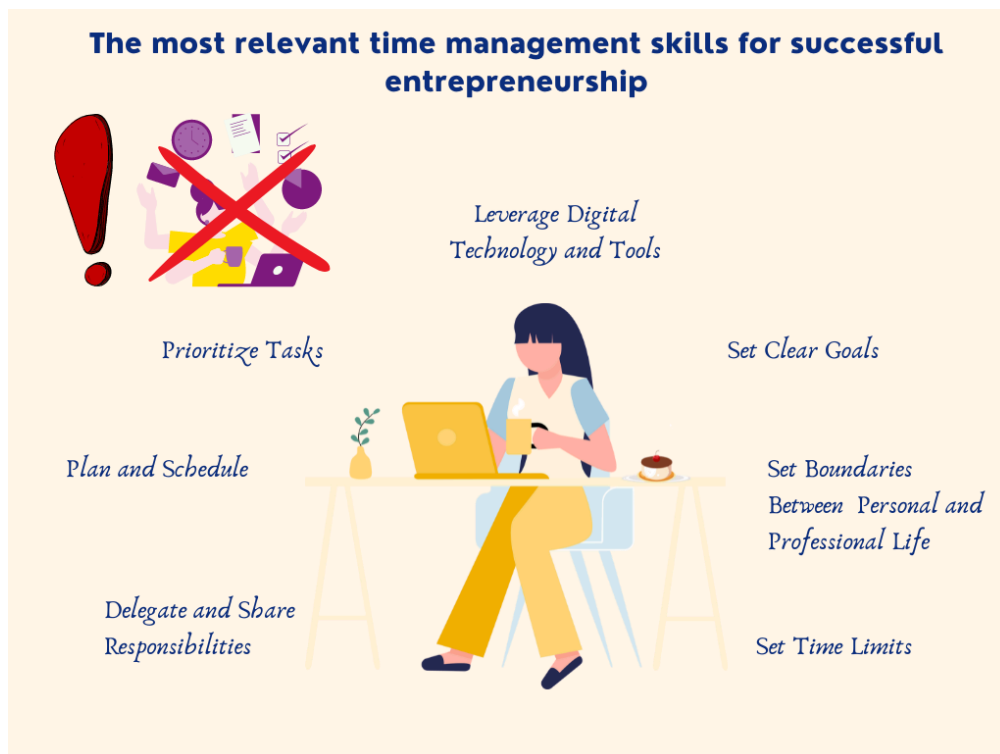 The most relevant time management skills for successful
entrepreneurship
Leverage Digital
Technology and Tools
Prioritize Tasks
Set Clear Goals
Plan and Schedule
Set Boundaries
Between Personal and
Professional Life
Delegate and Share
Responsibilities
Set Time Limits